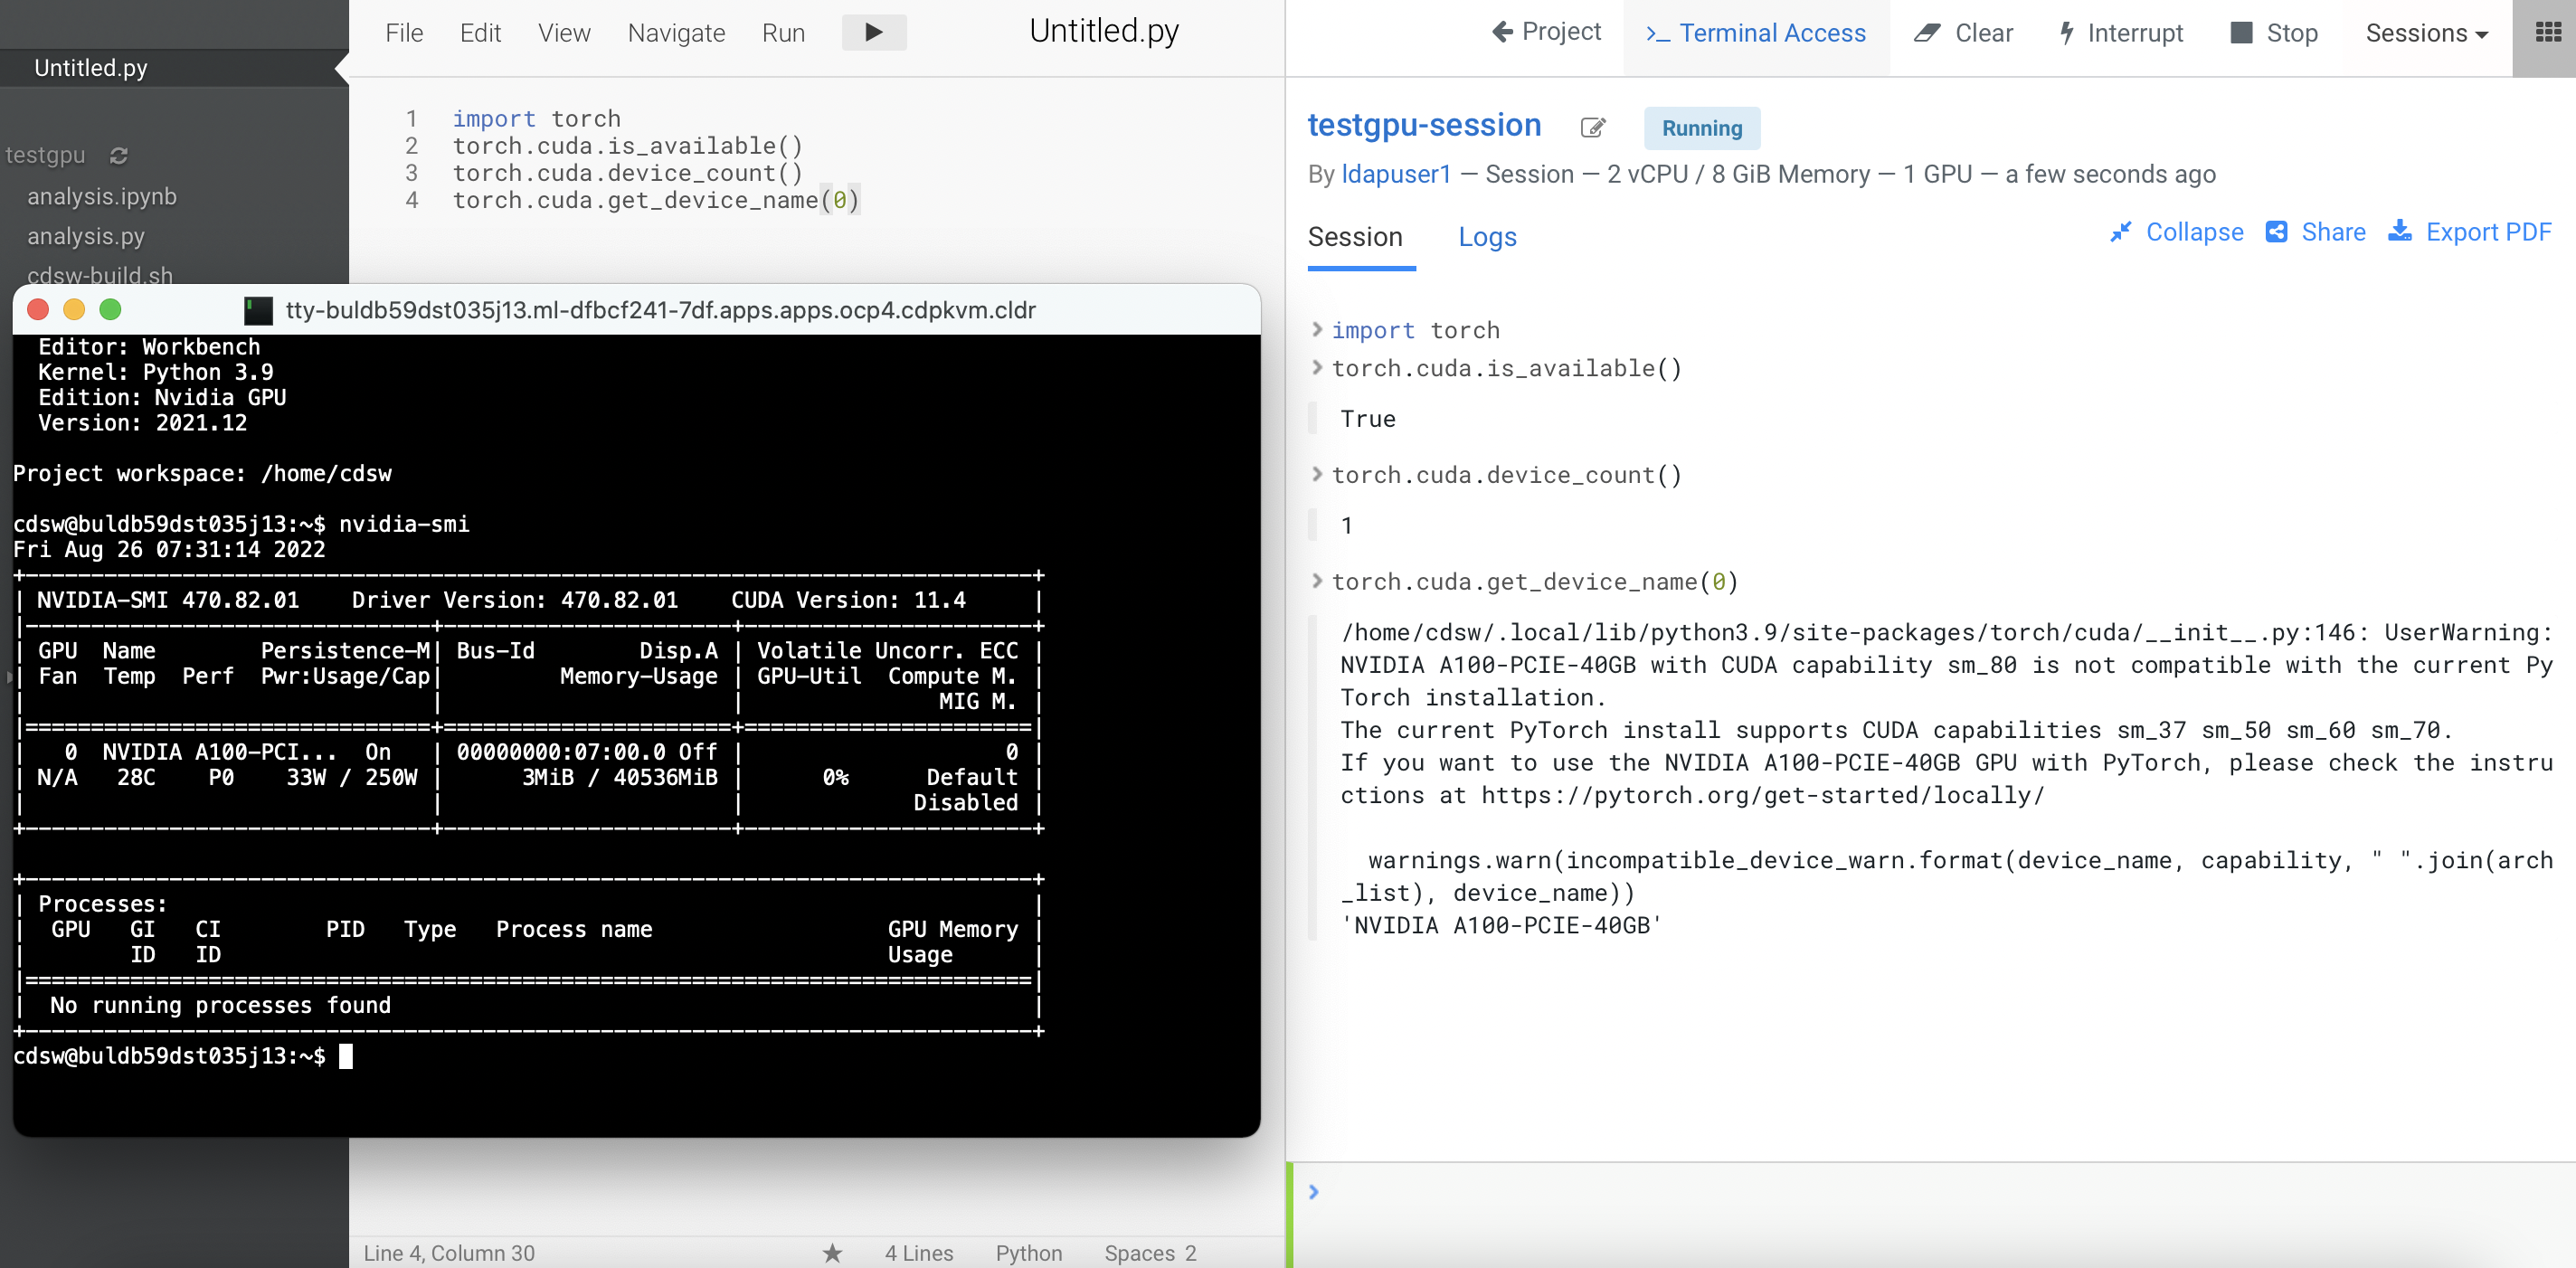 Untitled.py
testgpu
analysis.ipynb
analysis.py
cdsw-build.sh
File Edit View Navigate Run Untitled.py
1 import torch
2 torch.cuda.is_available()
3 torch.cuda.device_count()
4 torch.cuda.get_device_name(0)
tty-buldb59dst035j13.ml-dfbcf241-7df.apps.apps.ocp4.cdpkvm.cldr
Editor: Workbench
Kernel: Python 3.9
Edition: Nvidia GPU
Version: 2021.12
Project workspace: /home/cdsw
cdsw@buldb59dst035j13:~$ nvidia-smi
Fri Aug 26 07:31:14 2022
+-----------------------------------------------------------------------------+
| NVIDIA-SMI 470.82.01    Driver Version: 470.82.01    CUDA Version: 11.4     |
|-------------------------------+----------------------+----------------------+
| GPU  Name        Persistence-M| Bus-Id        Disp.A | Volatile Uncorr. ECC |
| Fan  Temp  Perf  Pwr:Usage/Cap|         Memory-Usage | GPU-Util  Compute M. |
|                               |                      |               MIG M. |
|===============================+======================+======================|
|   0  NVIDIA A100-PCI...  On   | 00000000:07:00.0 Off |                    0 |
| N/A   28C    P0    33W / 250W |      3MiB / 40536MiB |      0%      Default |
|                               |                      |             Disabled |
+-------------------------------+----------------------+----------------------+
+-----------------------------------------------------------------------------+
| Processes:                                                                  |
|  GPU   GI   CI        PID   Type   Process name                  GPU Memory |
|        ID   ID                                                   Usage      |
|=============================================================================|
|  No running processes found                                                 |
+-----------------------------------------------------------------------------+
cdsw@buldb59dst035j13:~$
Line 4, Column 30 ★ 4 Lines Python Spaces 2
Project >_ Terminal Access Clear Interrupt Stop Sessions
testgpu-session Running
By ldapuser1 — Session — 2 vCPU / 8 GiB Memory — 1 GPU — a few seconds ago
Session Logs Collapse Share Export PDF
> import torch
> torch.cuda.is_available()
True
> torch.cuda.device_count()
1
> torch.cuda.get_device_name(0)
/home/cdsw/.local/lib/python3.9/site-packages/torch/cuda/__init__.py:146: UserWarning:
NVIDIA A100-PCIE-40GB with CUDA capability sm_80 is not compatible with the current Py
Torch installation.
The current PyTorch install supports CUDA capabilities sm_37 sm_50 sm_60 sm_70.
If you want to use the NVIDIA A100-PCIE-40GB GPU with PyTorch, please check the instru
ctions at https://pytorch.org/get-started/locally/
warnings.warn(incompatible_device_warn.format(device_name, capability, " ".join(arch
_list), device_name))
'NVIDIA A100-PCIE-40GB'
>